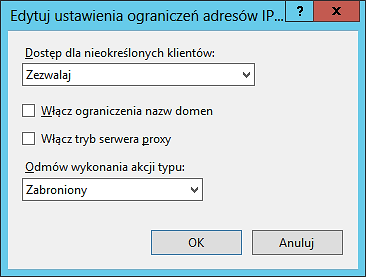 Edytuj ustawienia ograniczeń adresów IP...
? x
Dostęp dla nieokreślonych klientów:
Zezwalaj
Włącz ograniczenia nazw domen
Włącz tryb serwera proxy
Odmów wykonania akcji typu:
Zabroniony
OK Anuluj